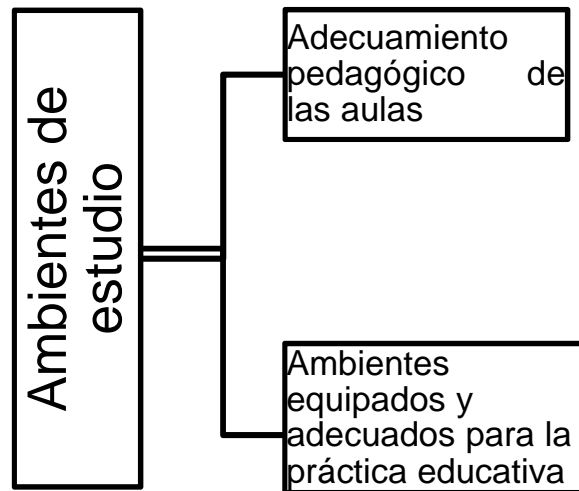 Ambientes de
estudio
Adecuamiento
pedagógico de
las aulas
Ambientes
equipados y
adecuados para la
práctica educativa